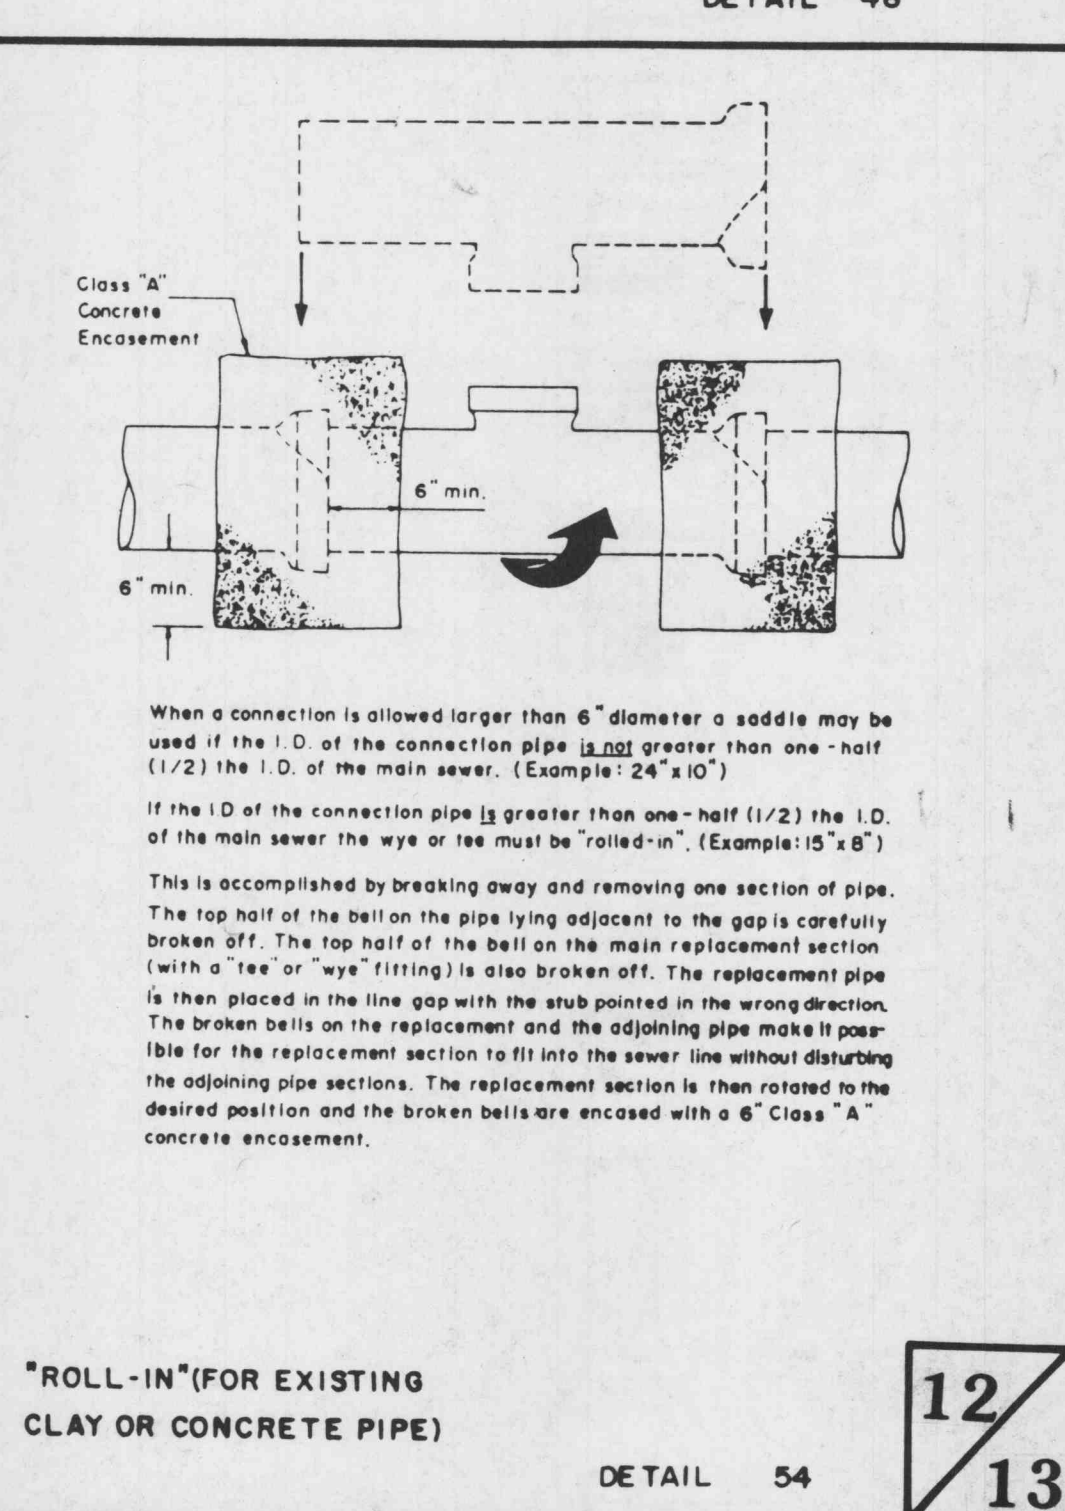 DETAIL 46
Class "A"
Concrete
Encasement
6" min.
6" min.
When a connection is allowed larger than 6" diameter a saddle may be
used if the I.D. of the connection pipe is not greater than one-half
(1/2) the I.D. of the main sewer. (Example: 24"x10")
If the I.D of the connection pipe is greater than one-half (1/2) the I.D.
of the main sewer the wye or tee must be "rolled-in". (Example: 15"x8")
This is accomplished by breaking away and removing one section of pipe.
The top half of the bell on the pipe lying adjacent to the gap is carefully
broken off. The top half of the bell on the main replacement section
(with a "tee" or "wye" fitting) is also broken off. The replacement pipe
is then placed in the line gap with the stub pointed in the wrong direction.
The broken bells on the replacement and the adjoining pipe make it poss-
ible for the replacement section to fit into the sewer line without disturbing
the adjoining pipe sections. The replacement section is then rotated to the
desired position and the broken bells are encased with a 6" Class "A"
concrete encasement.
"ROLL-IN"(FOR EXISTING
CLAY OR CONCRETE PIPE)
DETAIL 54
12
13